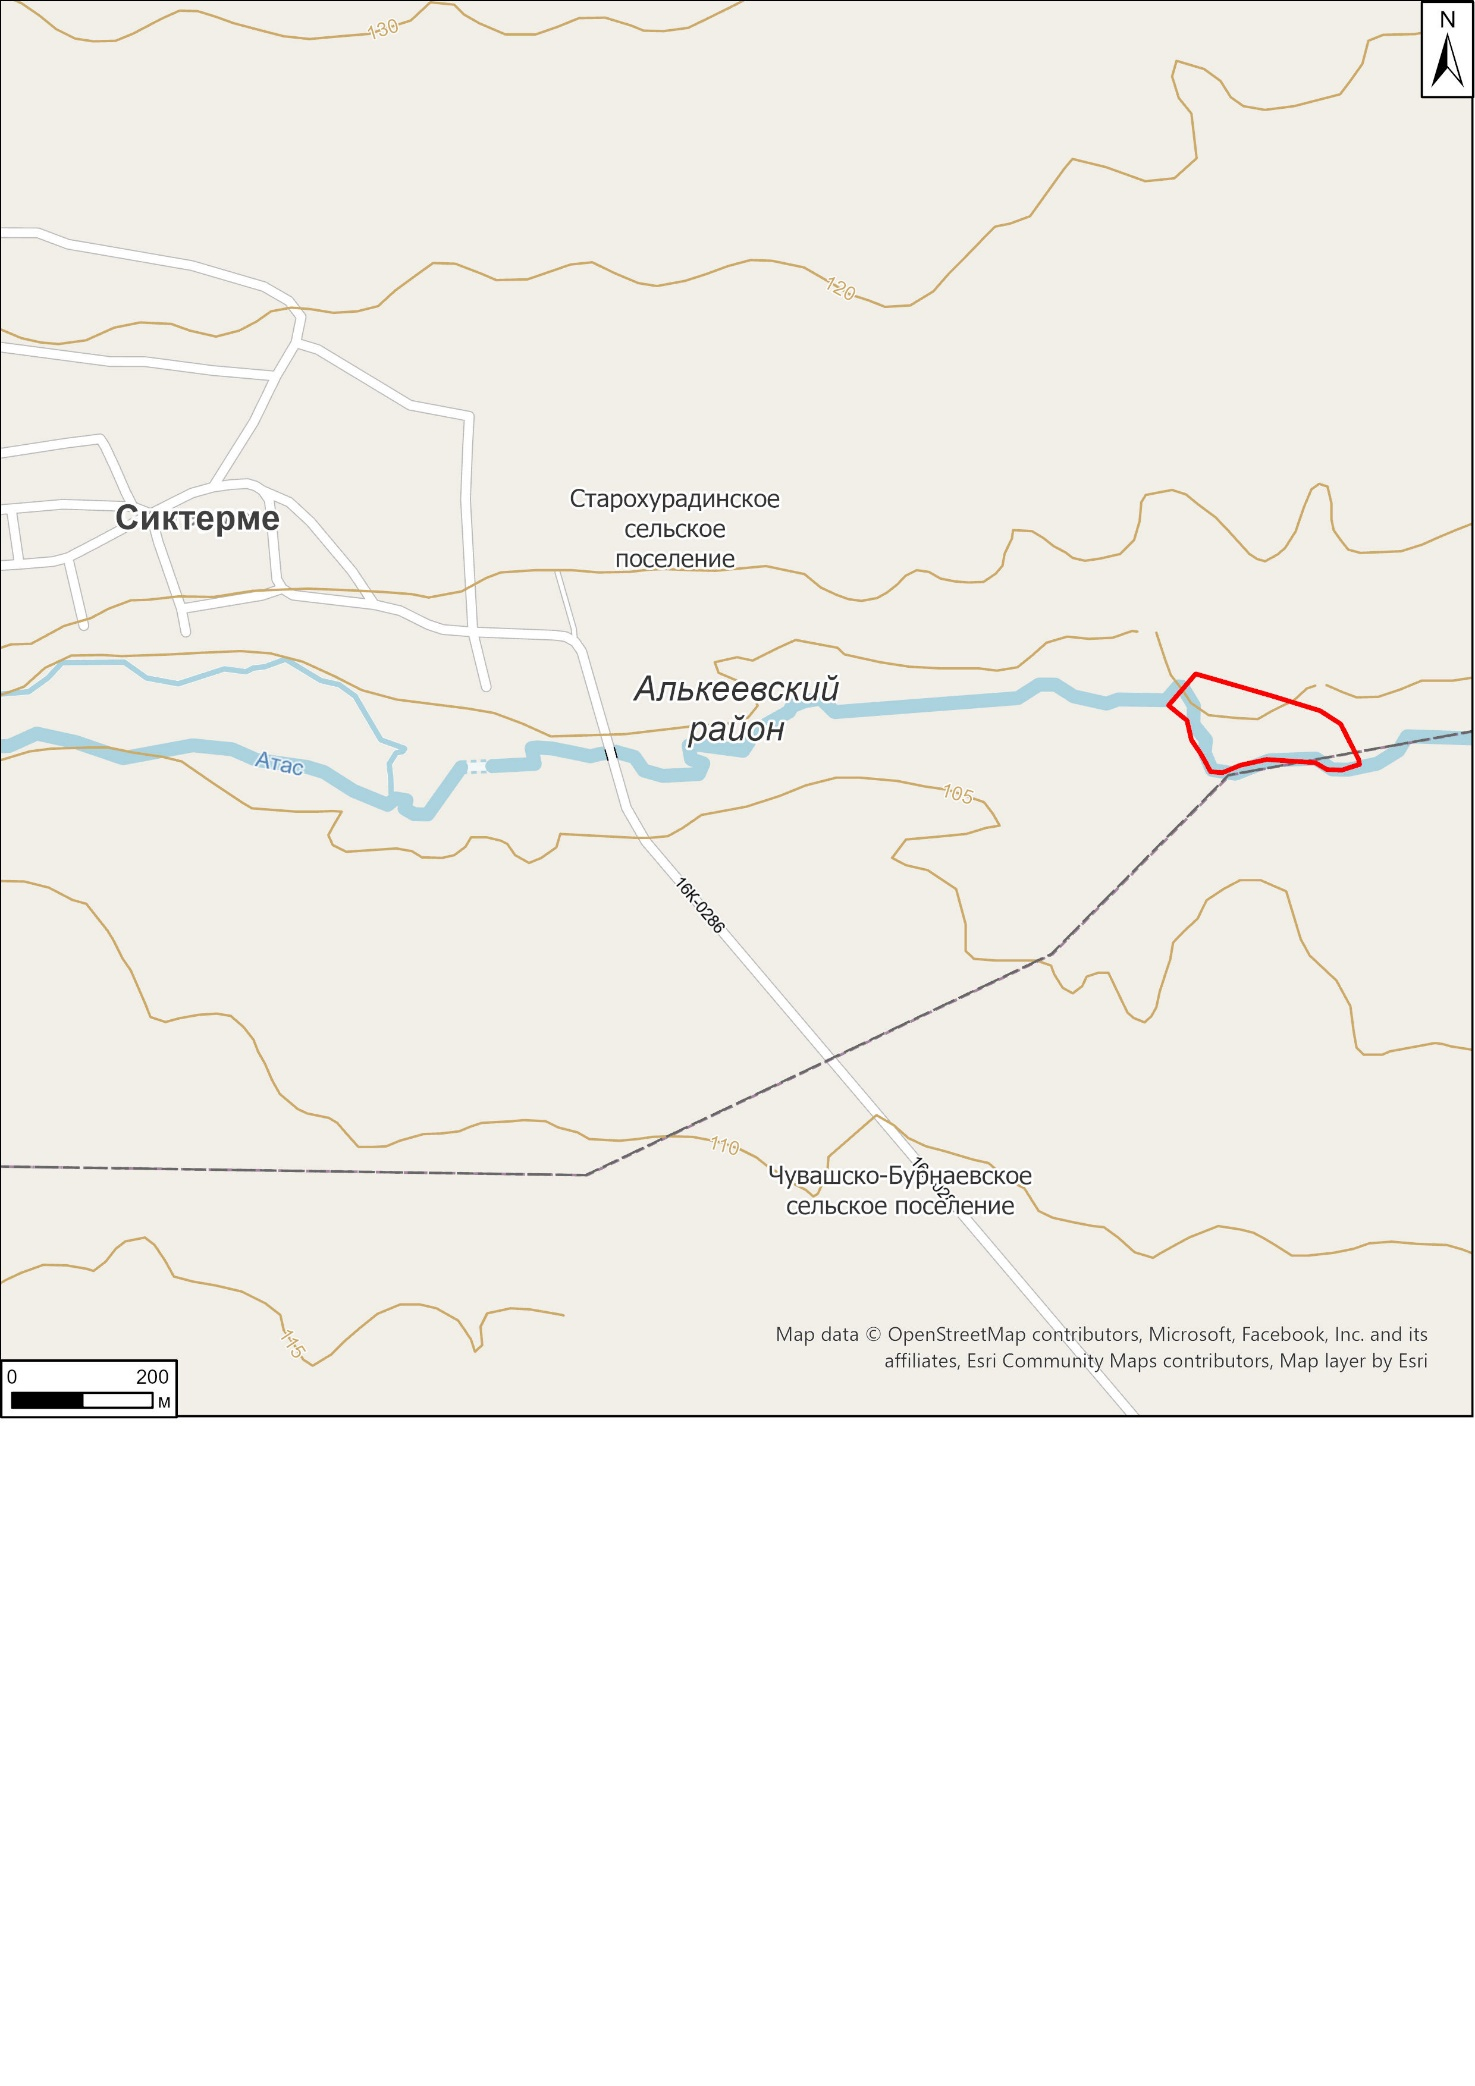 N
130
120
Старохурадинское
сельское
поселение
Сиктерме
Алькеевский
район
Атас
105
16К-0286
110
Чувашско-Бурнаевское
сельское поселение
115
Map data © OpenStreetMap contributors, Microsoft, Facebook, Inc. and its
affiliates, Esri Community Maps contributors, Map layer by Esri
0 200
м